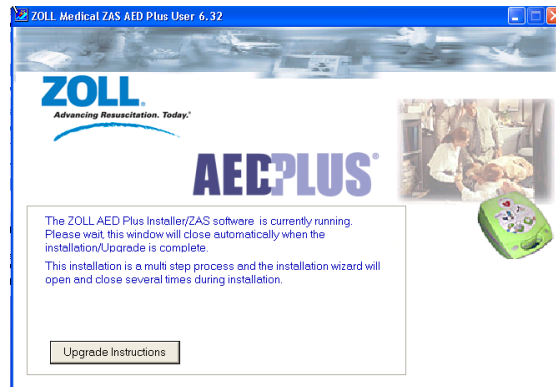 ZOLL Medical ZAS AED Plus User 6.32
ZOLL.
Advancing Resuscitation. Today.®
AEDPLUS®
The ZOLL AED Plus Installer/ZAS software is currently running.
Please wait, this window will close automatically when the
installation/Upgrade is complete.
This installation is a multi step process and the installation wizard will
open and close several times during installation.
Upgrade Instructions